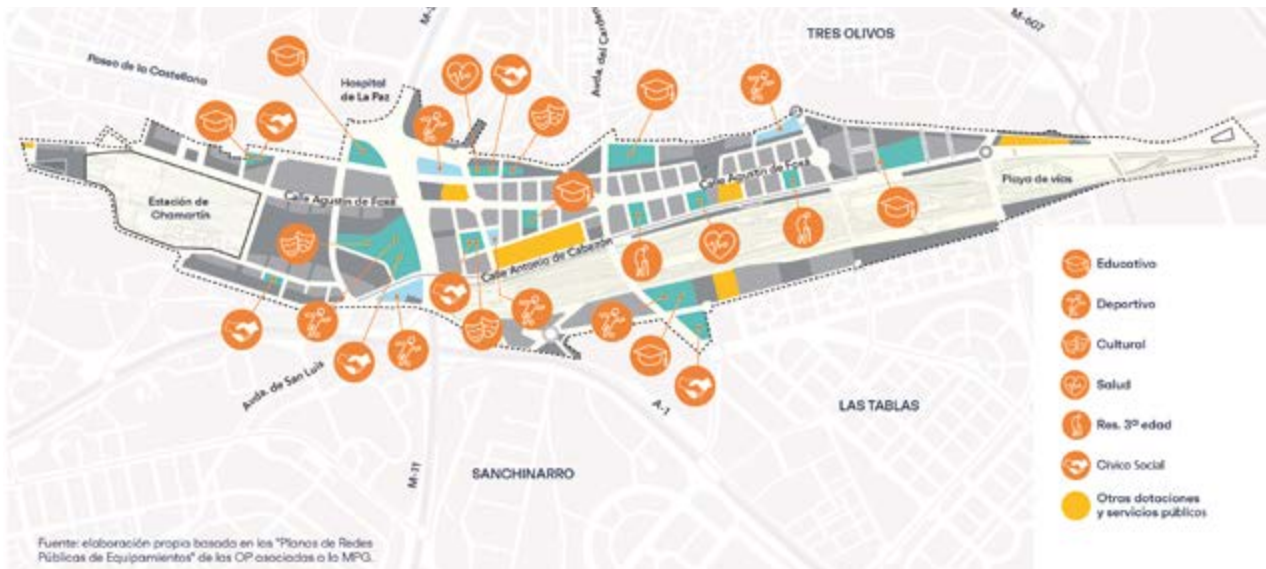 M-607
TRES OLIVOS
Avda. del Carden
Paseo de la Castellana
Hospital
de La Paz
Estación de
Chamartín
Calle Agustín de Foxá
Calle Agustín de Foxá
Playa de vías
Calle Antonio de Cabezón
Avda. de San Luis
M-11
A-1
LAS TABLAS
SANCHINARRO
Educativo
Deportivo
Cultural
Salud
Res. 3ª edad
Cívico Social
Otras dotaciones
y servicios públicos
Fuente: elaboración propia basada en los "Planos de Redes
Públicas de Equipamientos" de las OP asociadas a la MPG.